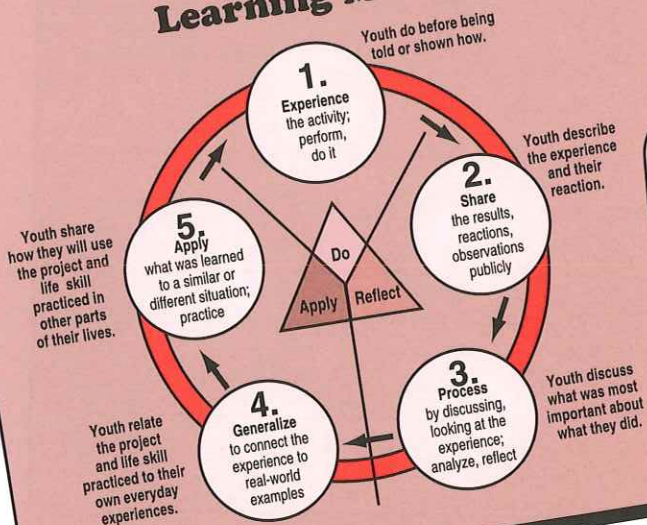 Learning
Youth do before being
told or shown how.
1.
Experience
the activity;
perform,
do it
Youth describe
the experience
and their
reaction.
2.
Share
the results,
reactions,
observations
publicly
Youth discuss
what was most
important about
what they did.
3.
Process
by discussing,
looking at the
experience;
analyze, reflect
Youth relate
the project
and life skill
practiced to their
own everyday
experiences.
4.
Generalize
to connect the
experience to
real-world
examples
Youth share
how they will use
the project and
life skill
practiced in
other parts
of their lives.
5.
Apply
what was learned
to a similar or
different situation;
practice
Do
Apply
Reflect